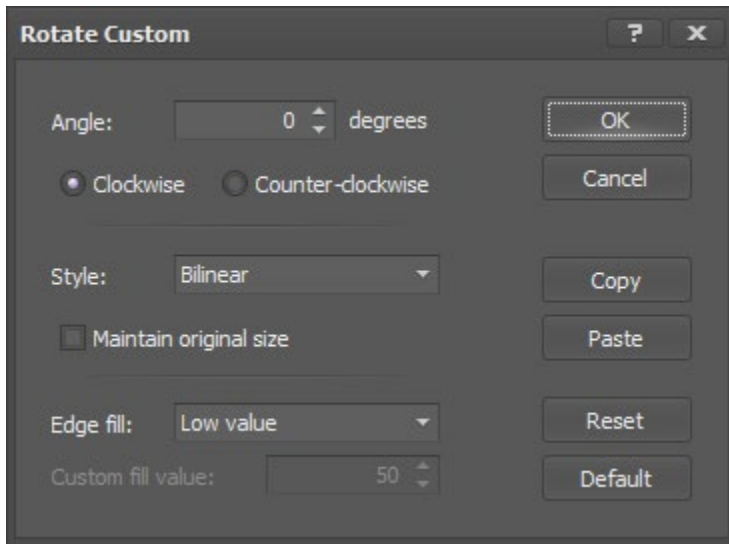 Rotate Custom ? X
Angle: 0 degrees OK
Clockwise Counter-clockwise Cancel
Style: Bilinear Copy
Maintain original size Paste
Edge fill: Low value Reset
Custom fill value: 50 Default